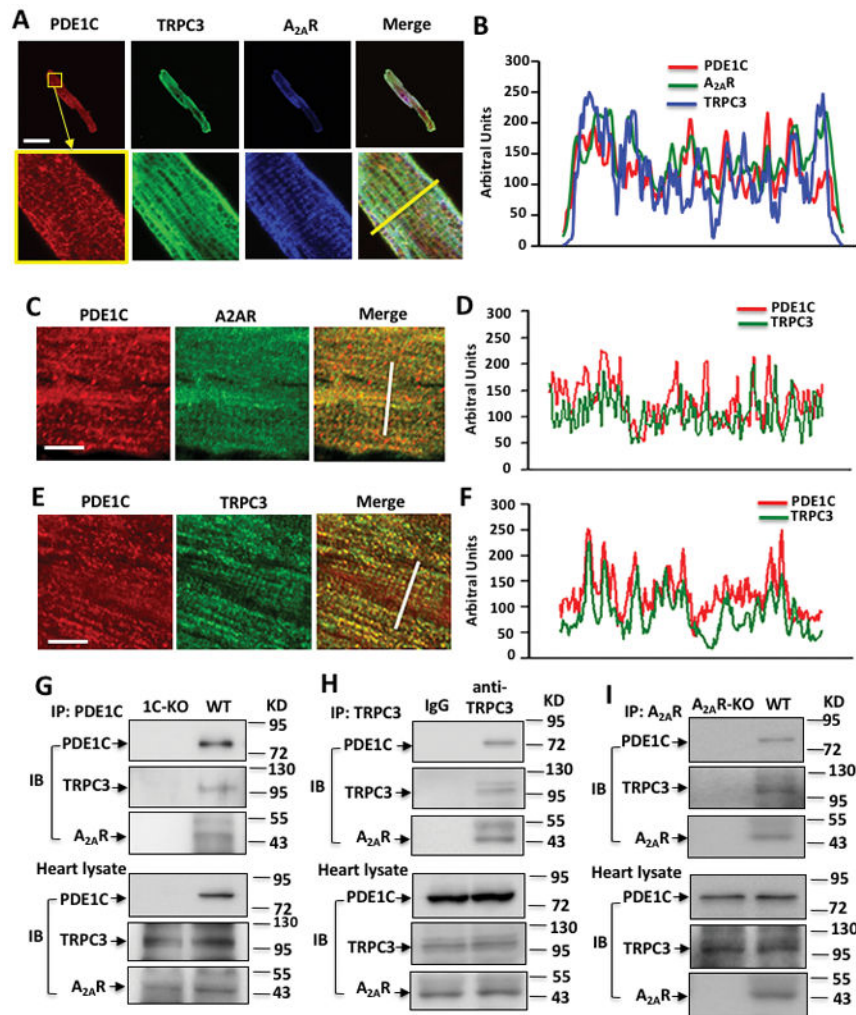 A
PDE1C TRPC3 A2AR Merge
B
300
250
200
150
100
50
0
Arbitral Units
PDE1C
A2AR
TRPC3
C
PDE1C A2AR Merge
D
300
250
200
150
100
50
0
Arbitral Units
PDE1C
TRPC3
E
PDE1C TRPC3 Merge
F
300
250
200
150
100
50
0
Arbitral Units
PDE1C
TRPC3
G
IP: PDE1C 1C-KO WT KD
PDE1C 95
72
IB TRPC3 130
95
A2AR 55
43
Heart lysate
PDE1C 95
72
IB TRPC3 130
95
A2AR 55
43
H
IP: TRPC3 IgG anti-
TRPC3 KD
PDE1C 95
72
IB TRPC3 130
95
A2AR 55
43
Heart lysate
PDE1C 95
72
IB TRPC3 130
95
A2AR 55
43
I
IP: A2AR A2AR-KO WT KD
PDE1C 95
72
IB TRPC3 130
95
A2AR 55
43
Heart lysate
PDE1C 95
72
IB TRPC3 130
95
A2AR 55
43